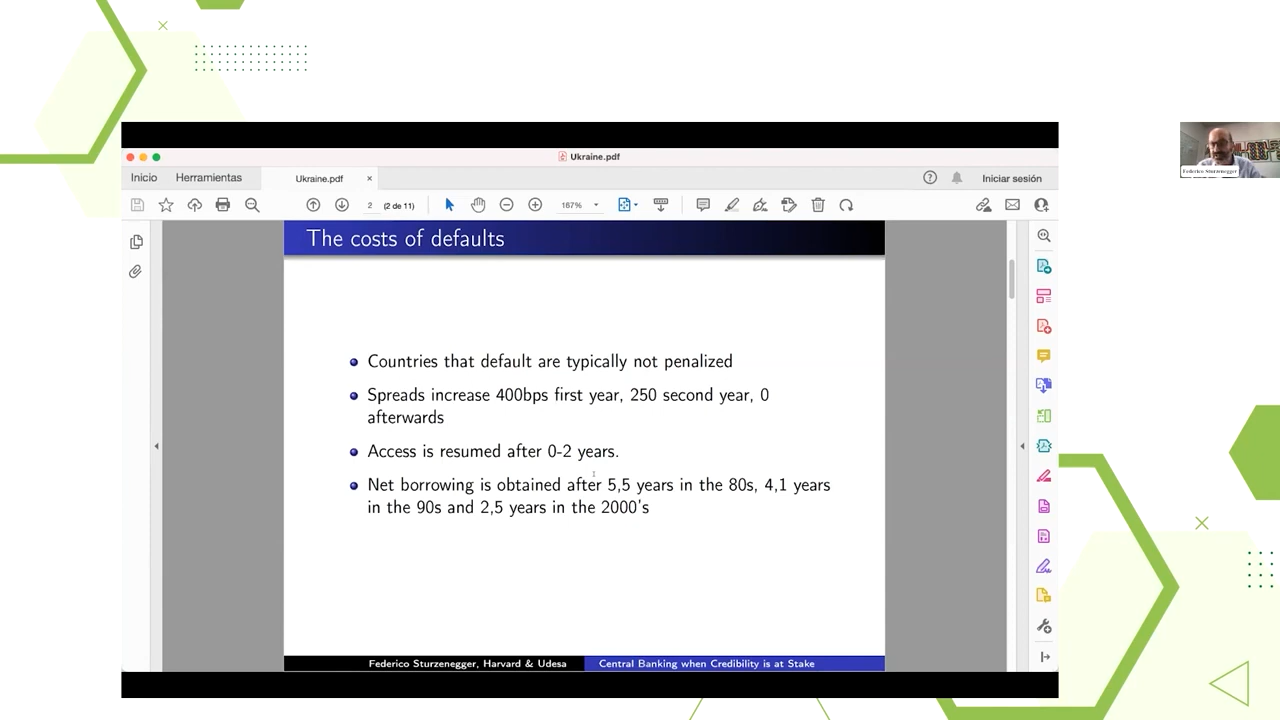 Ukraine.pdf
Inicio
Herramientas
Ukraine.pdf
Iniciar sesión
2
(2 de 11)
167%
The costs of defaults
Countries that default are typically not penalized
Spreads increase 400bps first year, 250 second year, 0
afterwards
Access is resumed after 0-2 years.
Net borrowing is obtained after 5,5 years in the 80s, 4,1 years
in the 90s and 2,5 years in the 2000's
Federico Sturzenegger, Harvard & Udesa
Central Banking when Credibility is at Stake
Federico Sturzenegger